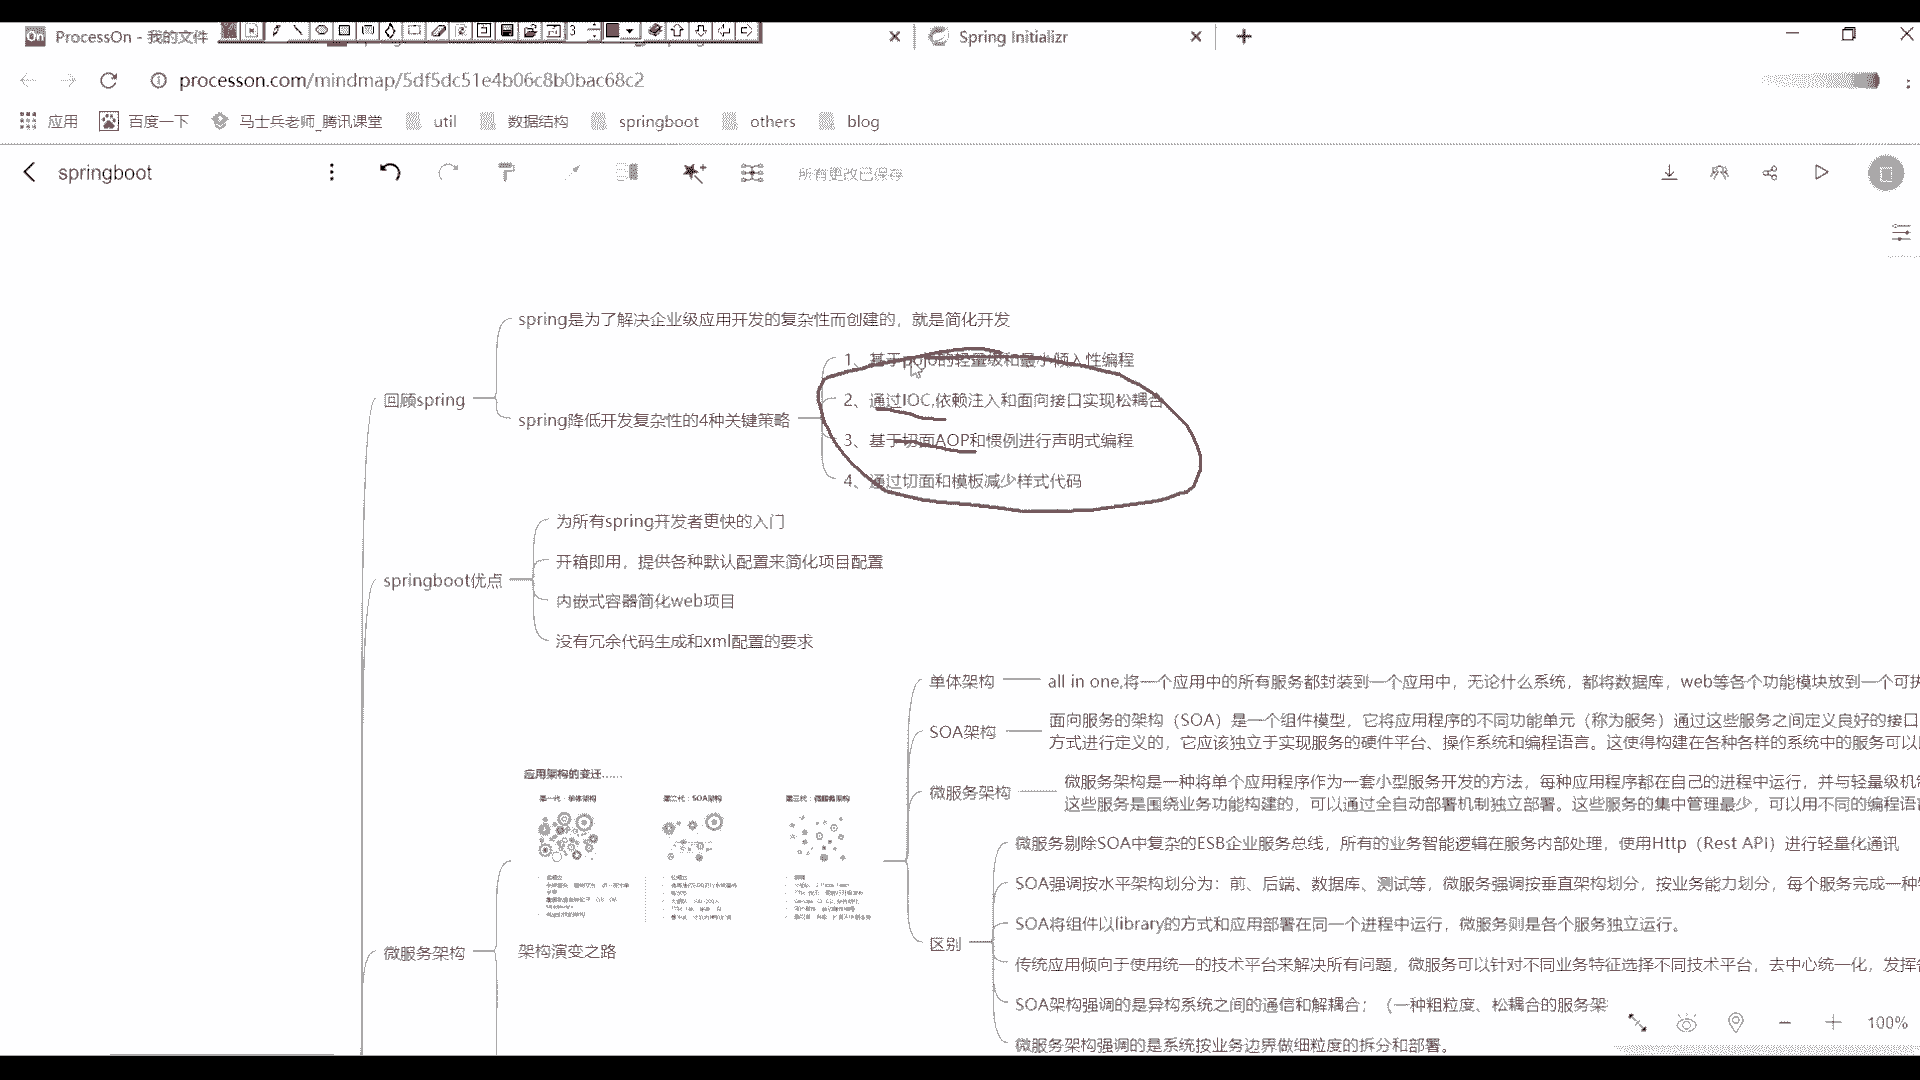 ProcessOn - 我的文件
Spring Initializr
processon.com/mindmap/5df5dc51e4b06c8b0bac68c2
应用
百度一下
马士兵老师_腾讯课堂
util
数据结构
springboot
others
blog
springboot
所有更改已保存
回顾spring
spring是为了解决企业级应用开发的复杂性而创建的，就是简化开发
spring降低开发复杂性的4种关键策略
1、基于pojo的轻量级和最小倾入性编程
2、通过IOC,依赖注入和面向接口实现松耦合
3、基于切面AOP和惯例进行声明式编程
4、通过切面和模板减少样式代码
springboot优点
为所有spring开发者更快的入门
开箱即用，提供各种默认配置来简化项目配置
内嵌式容器简化web项目
没有冗余代码生成和xml配置的要求
微服务架构
应用架构的变迁......
第一代：单体架构
第二代：SOA架构
第三代：微服务架构
架构演变之路
单体架构
all in one,将一个应用中的所有服务都封装到一个应用中，无论什么系统，都将数据库，web等各个功能模块放到一个可执
SOA架构
面向服务的架构（SOA）是一个组件模型，它将应用程序的不同功能单元（称为服务）通过这些服务之间定义良好的接口
方式进行定义的，它应该独立于实现服务的硬件平台、操作系统和编程语言。这使得构建在各种各样的系统中的服务可以
微服务架构
微服务架构是一种将单个应用程序作为一套小型服务开发的方法，每种应用程序都在自己的进程中运行，并与轻量级机制
这些服务是围绕业务功能构建的，可以通过全自动部署机制独立部署。这些服务的集中管理最少，可以用不同的编程语言
区别
微服务剔除SOA中复杂的ESB企业服务总线，所有的业务智能逻辑在服务内部处理，使用Http（Rest API）进行轻量化通讯
SOA强调按水平架构划分为：前、后端、数据库、测试等，微服务强调按垂直架构划分，按业务能力划分，每个服务完成一种
SOA将组件以library的方式和应用部署在同一个进程中运行，微服务则是各个服务独立运行。
传统应用倾向于使用统一的技术平台来解决所有问题，微服务可以针对不同业务特征选择不同技术平台，去中心统一化，发挥
SOA架构强调的是异构系统之间的通信和解耦合；（一种粗粒度、松耦合的服务架
微服务架构强调的是系统按业务边界做细粒度的拆分和部署。
100%